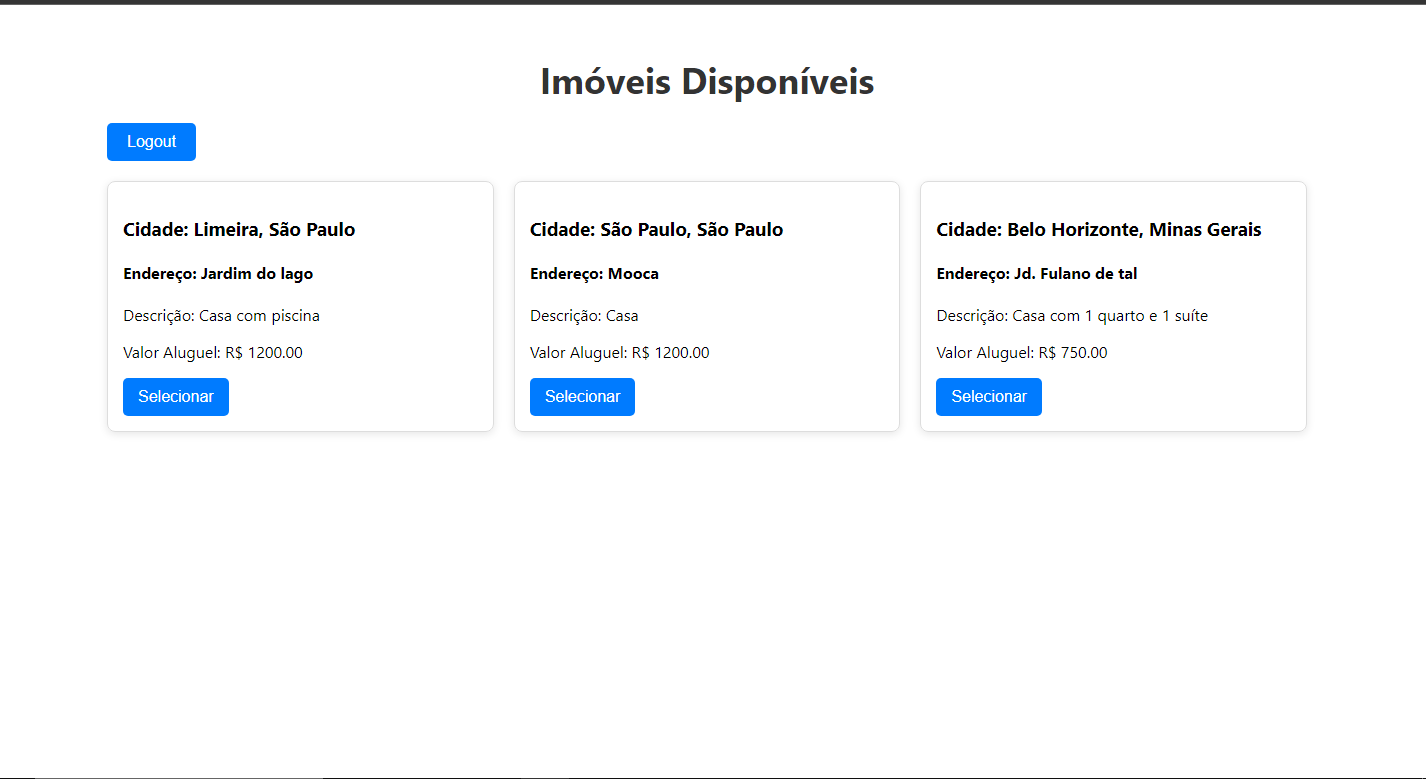 Imóveis Disponíveis
Logout
Cidade: Limeira, São Paulo
Endereço: Jardim do lago
Descrição: Casa com piscina
Valor Aluguel: R$ 1200.00
Selecionar
Cidade: São Paulo, São Paulo
Endereço: Mooca
Descrição: Casa
Valor Aluguel: R$ 1200.00
Selecionar
Cidade: Belo Horizonte, Minas Gerais
Endereço: Jd. Fulano de tal
Descrição: Casa com 1 quarto e 1 suíte
Valor Aluguel: R$ 750.00
Selecionar